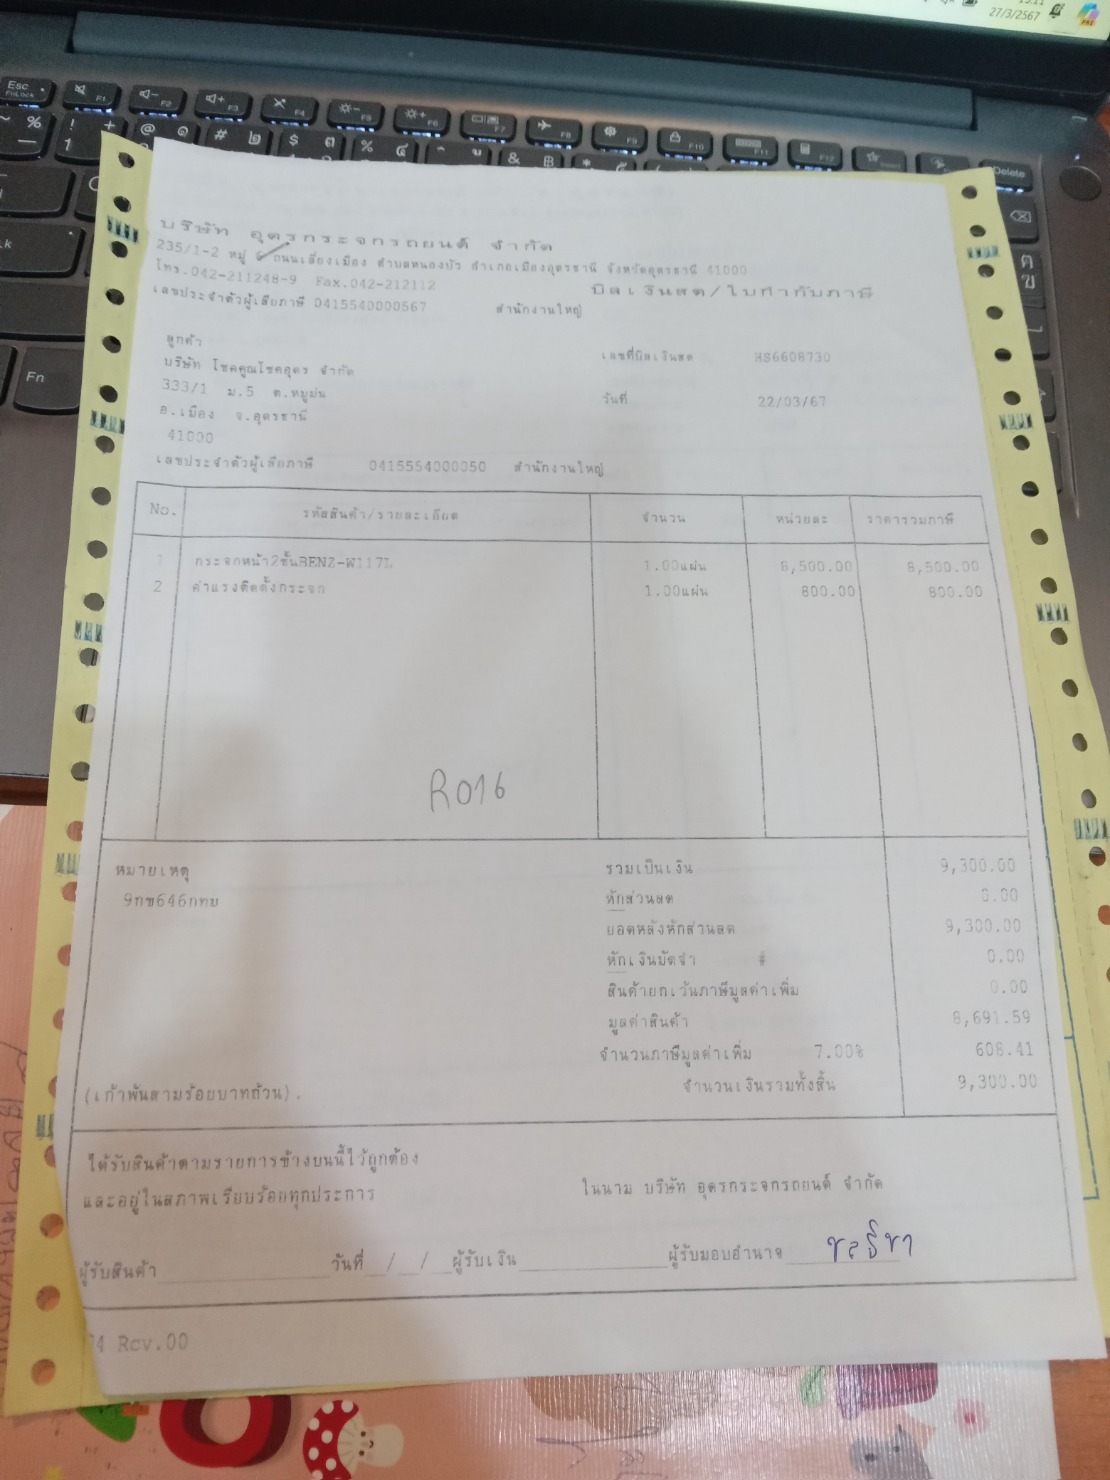 27/3/2567
Esc
FnLock
F1
F2
F3
F4
F5
F6
F7
F8
F9
F10
F11
F12
Insert
Delete
Fn
บริษัท อุดรกระจกรถยนต์ จำกัด
235/1-2 หมู่ ถนนเลี่ยงเมือง ตำบลหนองบัว อำเภอเมืองอุดรธานี จังหวัดอุดรธานี 41000
โทร.042-211248-9 Fax.042-212112
บิลเงินสด/ใบกำกับภาษี
เลขประจำตัวผู้เสียภาษี 0415540000567 สำนักงานใหญ่
ลูกค้า
เลขที่บิลเงินสด HS6608730
บริษัท โชคคูณโชคอุดร จำกัด
333/1 ม.5 ต.หมูม่น
วันที่ 22/03/67
อ.เมือง จ.อุดรธานี
41000
เลขประจำตัวผู้เสียภาษี 0415554000050 สำนักงานใหญ่
No. รหัสสินค้า/รายละเอียด จำนวน หน่วยละ ราคารวมภาษี
1 กระจกหน้า2ชั้นBENZ-W117L 1.00แผ่น 8,500.00 8,500.00
2 ค่าแรงติดตั้งกระจก 1.00แผ่น 800.00 800.00
R016
หมายเหตุ
9กข646กทม
รวมเป็นเงิน 9,300.00
หักส่วนลด 0.00
ยอดหลังหักส่วนลด 9,300.00
หักเงินมัดจำ # 0.00
สินค้ายกเว้นภาษีมูลค่าเพิ่ม 0.00
มูลค่าสินค้า 8,691.59
จำนวนภาษีมูลค่าเพิ่ม 7.00% 608.41
(เก้าพันสามร้อยบาทถ้วน). จำนวนเงินรวมทั้งสิ้น 9,300.00
ได้รับสินค้าตามรายการข้างบนนี้ไว้ถูกต้อง
และอยู่ในสภาพเรียบร้อยทุกประการ
ในนาม บริษัท อุดรกระจกรถยนต์ จำกัด
ผู้รับสินค้า วันที่ / / ผู้รับเงิน ผู้รับมอบอำนาจ ชลธิชา
4 Rev.00